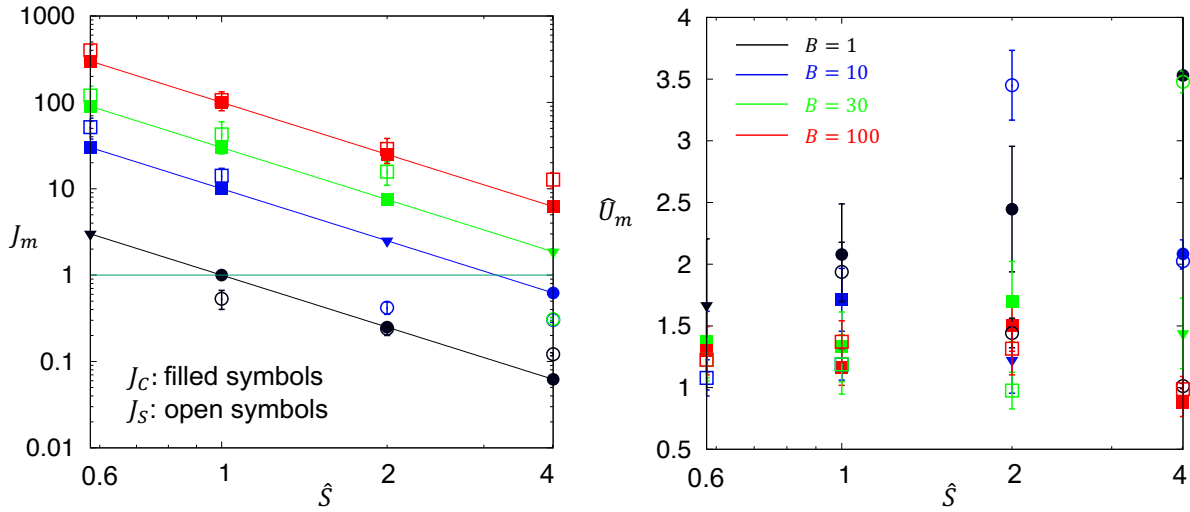 1000
100
10
1
0.1
0.01
J_m
J_C: filled symbols
J_S: open symbols
0.6
1
2
4
Ŝ
4
3.5
3
2.5
2
1.5
1
0.5
Û_m
B = 1
B = 10
B = 30
B = 100
0.6
1
2
4
Ŝ